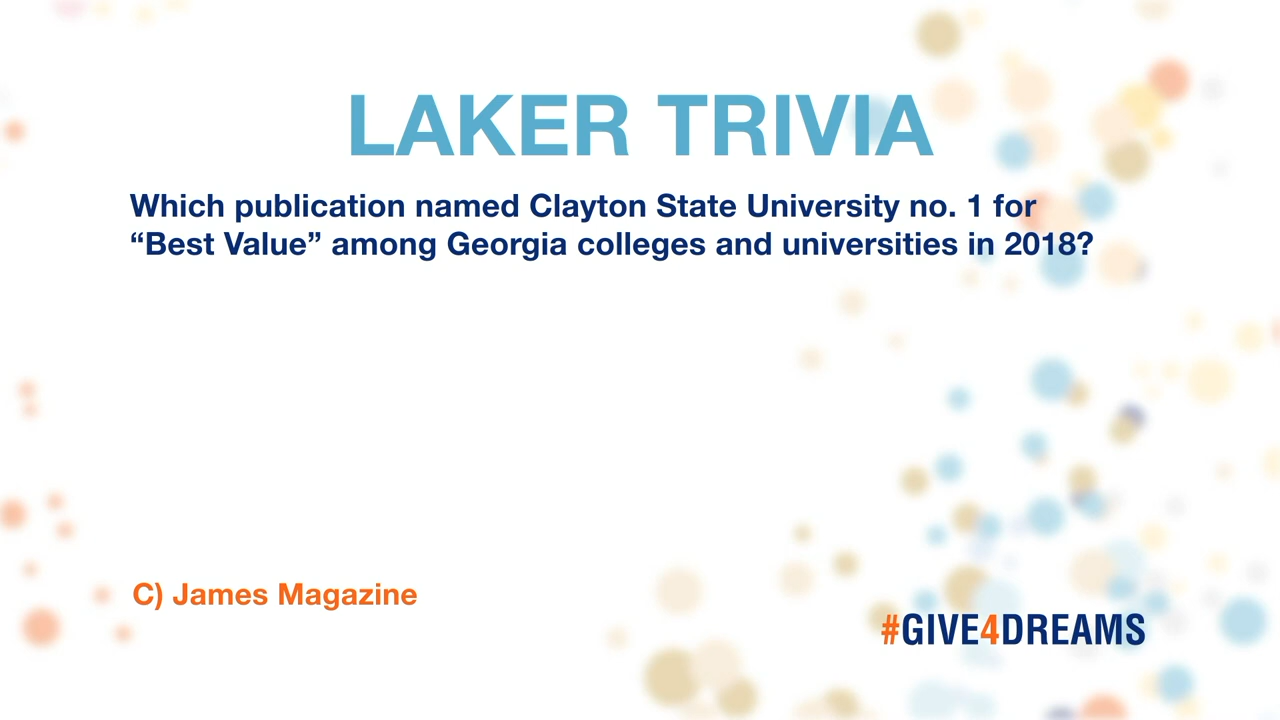 LAKER TRIVIA
Which publication named Clayton State University no. 1 for
“Best Value” among Georgia colleges and universities in 2018?
C) James Magazine
#GIVE4DREAMS